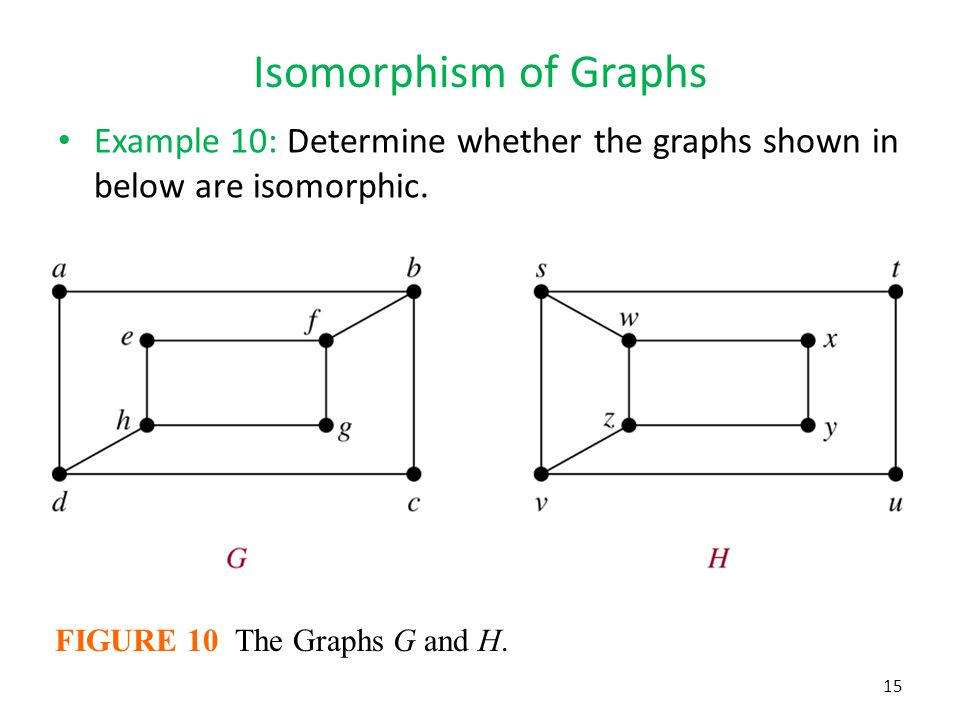 Isomorphism of Graphs
• Example 10: Determine whether the graphs shown in
below are isomorphic.
a b s t
e f w x
h g z y
d c v u
G H
FIGURE 10 The Graphs G and H.
15